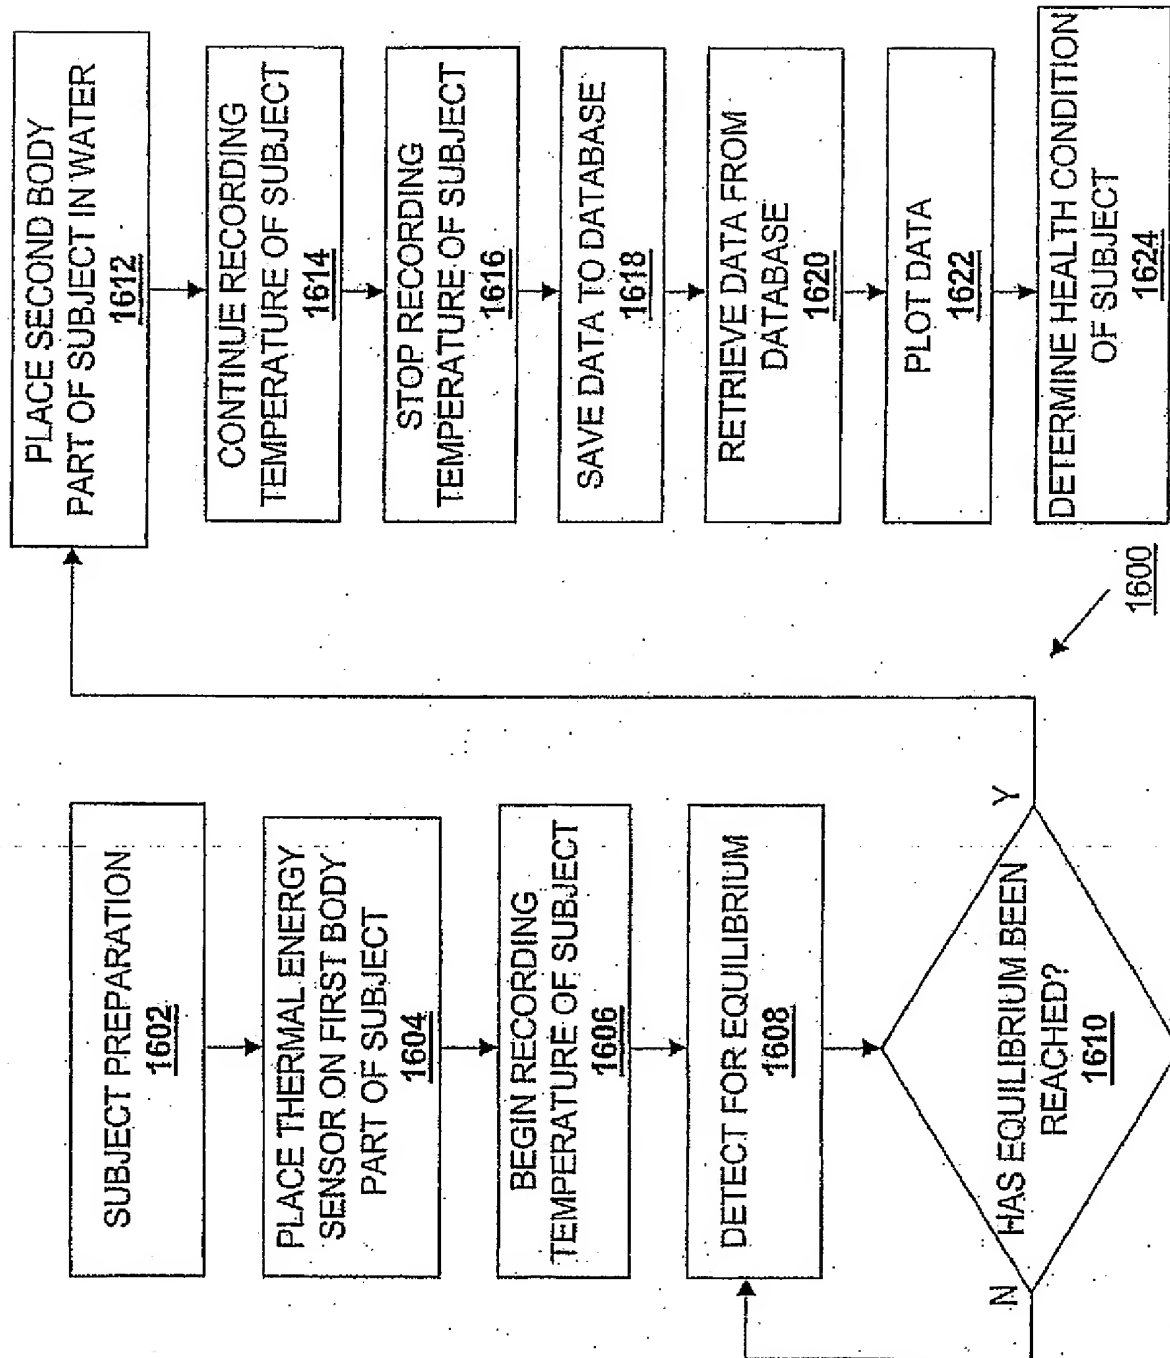 SUBJECT PREPARATION
1602
PLACE THERMAL ENERGY
SENSOR ON FIRST BODY
PART OF SUBJECT
1604
BEGIN RECORDING
TEMPERATURE OF SUBJECT
1606
DETECT FOR EQUILIBRIUM
1608
HAS EQUILIBRIUM BEEN
REACHED?
1610
N
Y
PLACE SECOND BODY
PART OF SUBJECT IN WATER
1612
CONTINUE RECORDING
TEMPERATURE OF SUBJECT
1614
STOP RECORDING
TEMPERATURE OF SUBJECT
1616
SAVE DATA TO DATABASE
1618
RETRIEVE DATA FROM
DATABASE
1620
PLOT DATA
1622
DETERMINE HEALTH CONDITION
OF SUBJECT
1624
1600